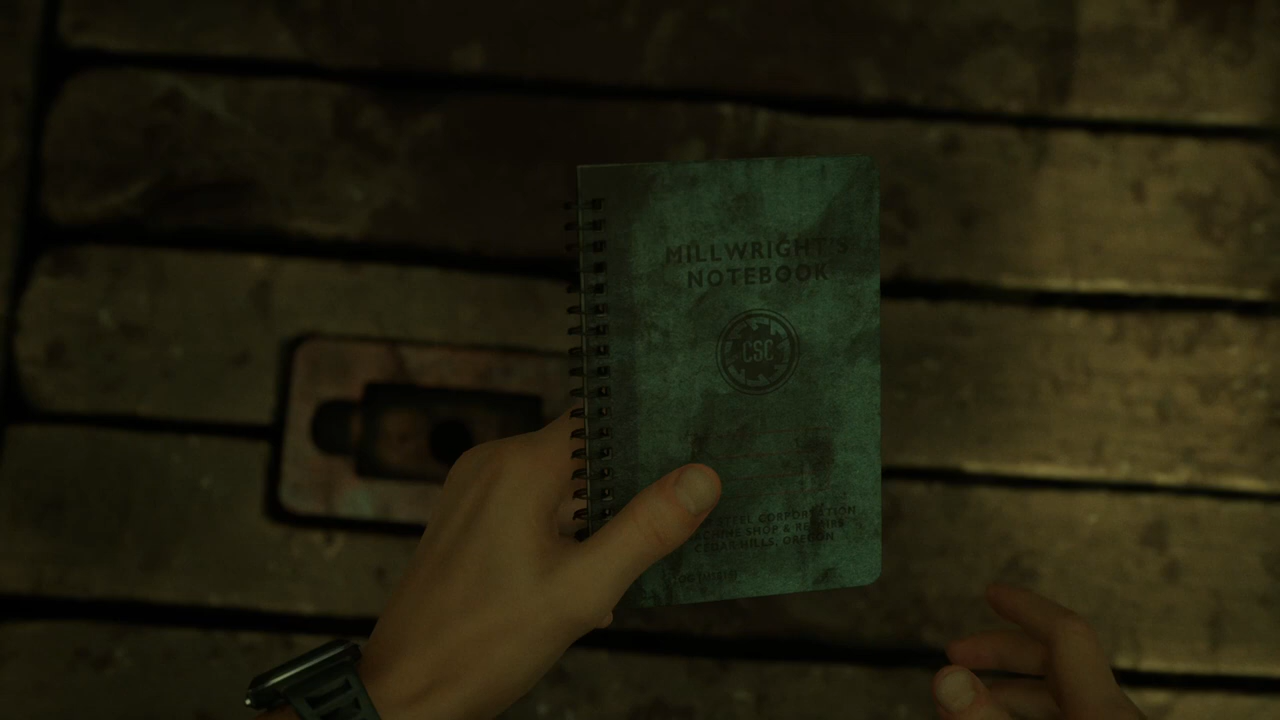 MILLWRIGHT'S
NOTEBOOK
CSC
STEEL CORPORATION
SHOP & REPAIRS
CEDAR HILLS, OREGON